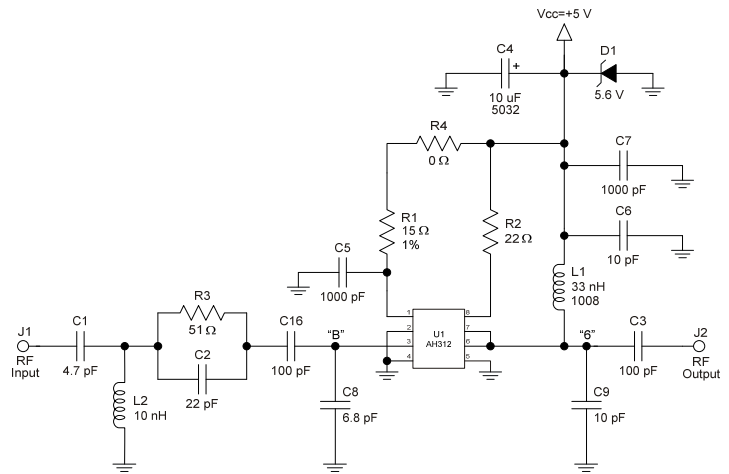 Vcc=+5 V
C4
+
D1
10 uF
5032
5.6 V
R4
0 Ω
C7
1000 pF
R1
15 Ω
1%
R2
22 Ω
C6
10 pF
C5
1000 pF
L1
33 nH
1008
R3
51 Ω
1
2
3
4
U1
AH312
8
7
6
5
J1
RF
Input
C1
4.7 pF
C2
22 pF
C16
100 pF
“B”
“6”
C3
100 pF
J2
RF
Output
L2
10 nH
C8
6.8 pF
C9
10 pF